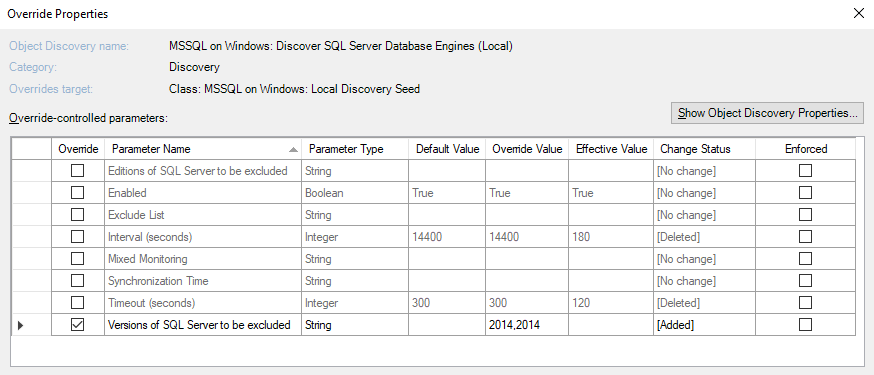 Override Properties
Object Discovery name: MSSQL on Windows: Discover SQL Server Database Engines (Local)
Category: Discovery
Overrides target: Class: MSSQL on Windows: Local Discovery Seed
Override-controlled parameters:
Show Object Discovery Properties...
Override Parameter Name Parameter Type Default Value Override Value Effective Value Change Status Enforced
Editions of SQL Server to be excluded String [No change]
Enabled Boolean True True True [No change]
Exclude List String [No change]
Interval (seconds) Integer 14400 14400 180 [Deleted]
Mixed Monitoring String [No change]
Synchronization Time String [No change]
Timeout (seconds) Integer 300 300 120 [Deleted]
Versions of SQL Server to be excluded String 2014,2014 [Added]